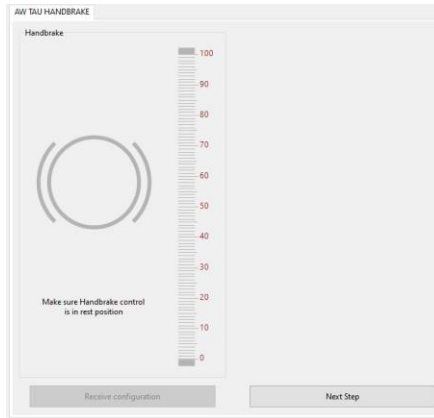 AW TAU HANDBRAKE
Handbrake
100
90
80
70
60
50
40
30
20
10
0
Make sure Handbrake control
is in rest position
Receive configuration
Next Step